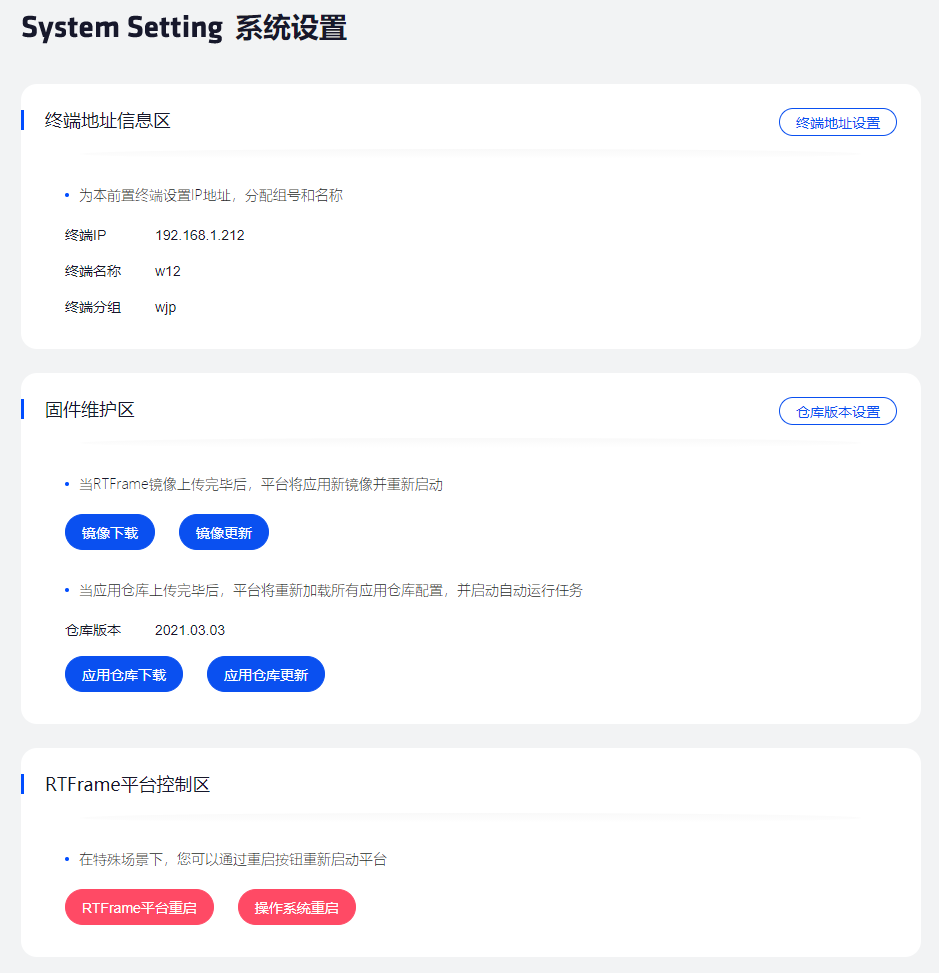 System Setting 系统设置
终端地址信息区
终端地址设置
为本前置终端设置IP地址，分配组号和名称
终端IP 192.168.1.212
终端名称 w12
终端分组 wjp
固件维护区
仓库版本设置
当RTFrame镜像上传完毕后，平台将应用新镜像并重新启动
镜像下载 镜像更新
当应用仓库上传完毕后，平台将重新加载所有应用仓库配置，并启动自动运行任务
仓库版本 2021.03.03
应用仓库下载 应用仓库更新
RTFrame平台控制区
在特殊场景下，您可以通过重启按钮重新启动平台
RTFrame平台重启 操作系统重启